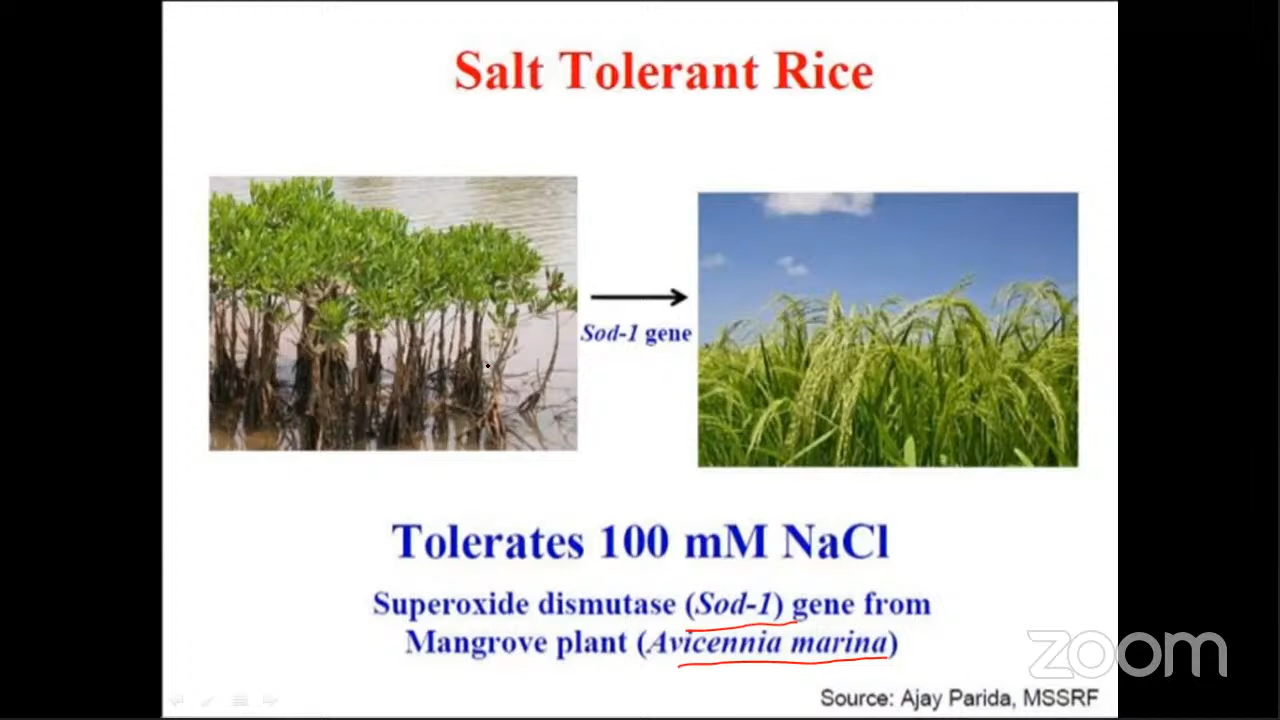 Salt Tolerant Rice
Sod-1 gene
Tolerates 100 mM NaCl
Superoxide dismutase (Sod-1) gene from
Mangrove plant (Avicennia marina)
zoom
Source: Ajay Parida, MSSRF